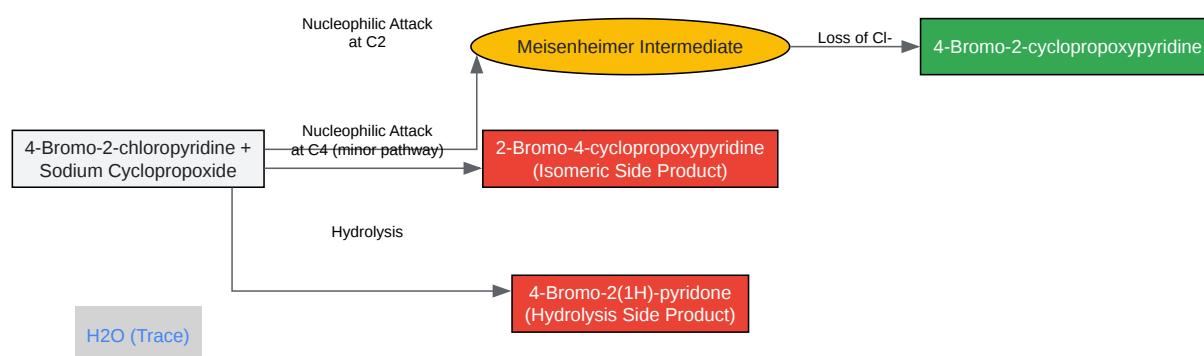 Nucleophilic Attack
at C2
Meisenheimer Intermediate
Loss of Cl-
4-Bromo-2-cyclopropoxypyridine
4-Bromo-2-chloropyridine +
Sodium Cyclopropoxide
Nucleophilic Attack
at C4 (minor pathway)
2-Bromo-4-cyclopropoxypyridine
(Isomeric Side Product)
Hydrolysis
4-Bromo-2(1H)-pyridone
(Hydrolysis Side Product)
H2O (Trace)